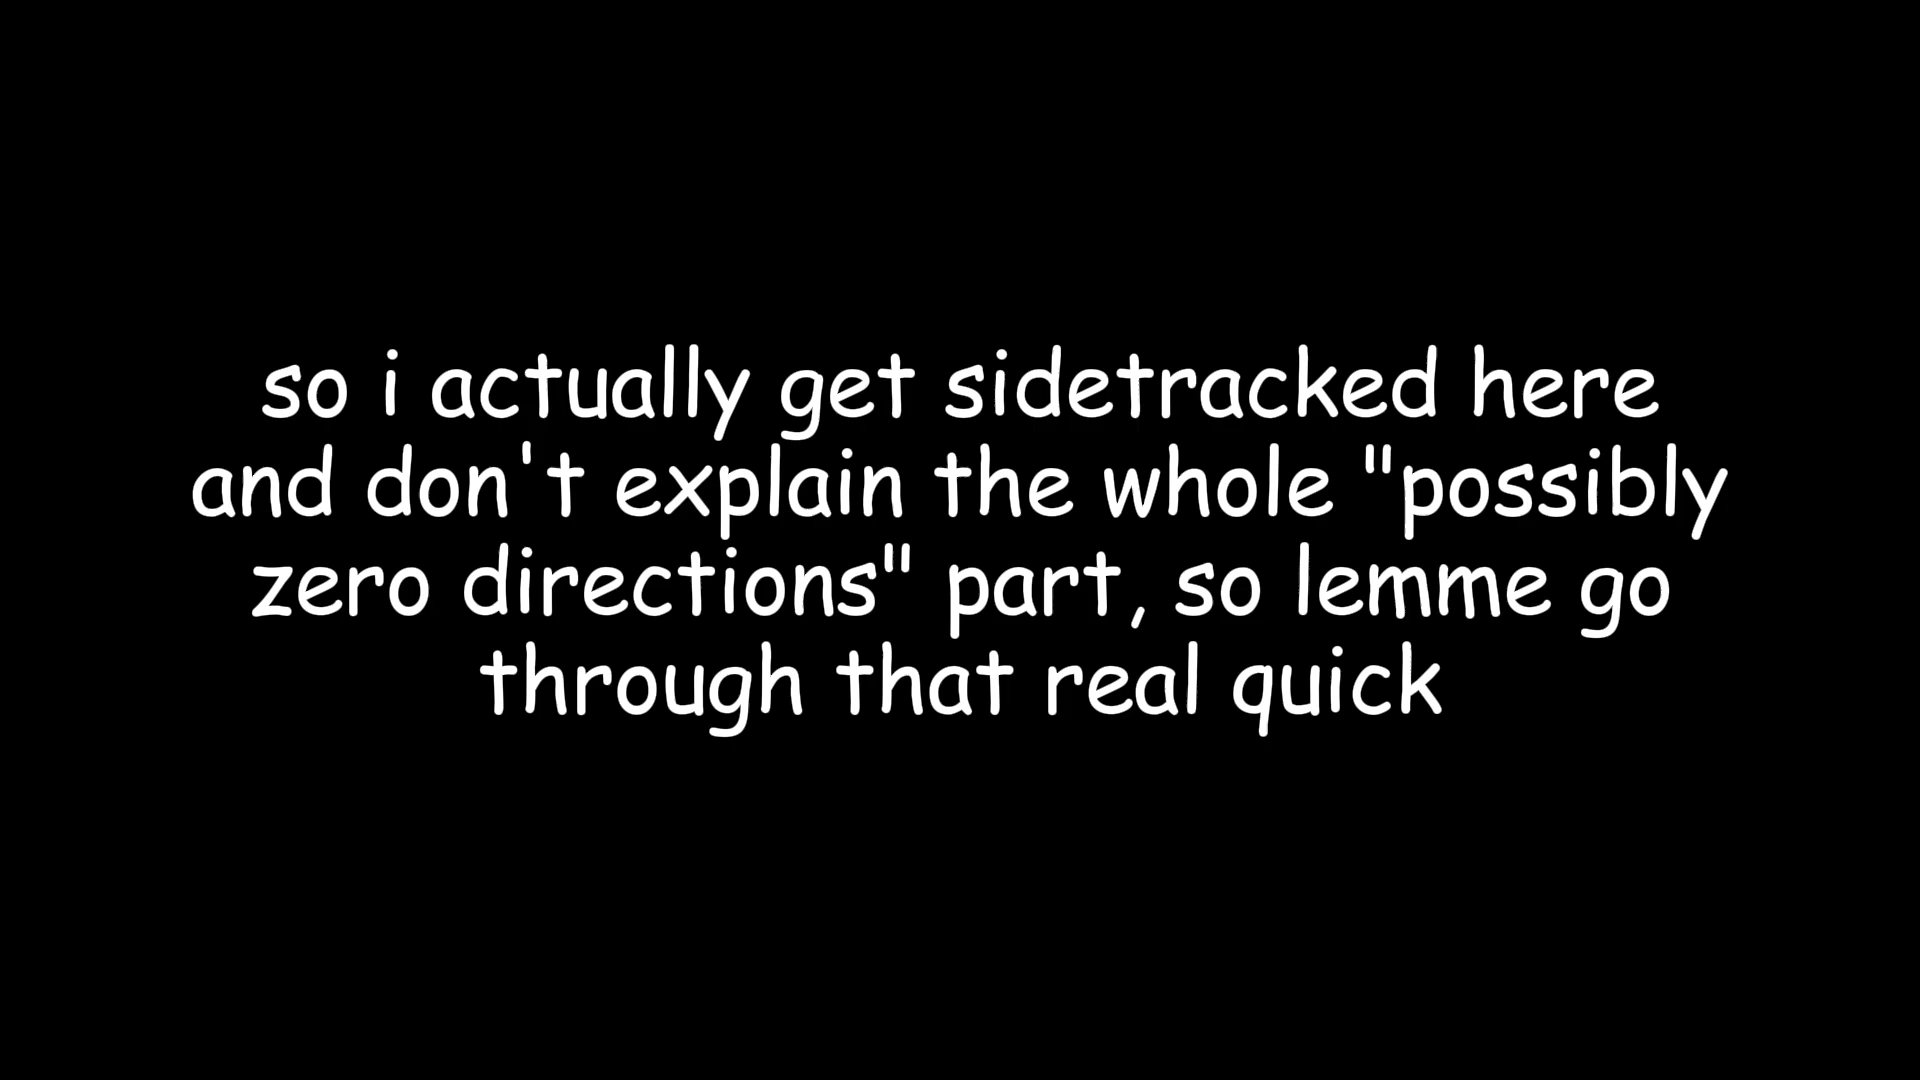 so i actually get sidetracked here
and don't explain the whole "possibly
zero directions" part, so lemme go
through that real quick